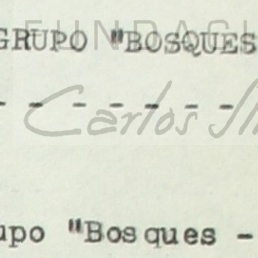 GRUPO "BOSQUES
- - - - - - -
Carlos
upo "Bosques -